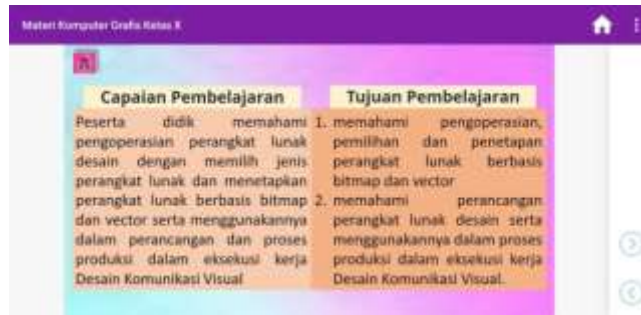 Materi Komputer Grafis Kelas X
Capaian Pembelajaran
Peserta didik memahami
pengoperasian perangkat lunak
desain dengan memilih jenis
perangkat lunak dan menetapkan
perangkat lunak berbasis bitmap
dan vector serta menggunakannya
dalam perancangan dan proses
produksi dalam eksekusi kerja
Desain Komunikasi Visual
Tujuan Pembelajaran
1. memahami pengoperasian,
pemilihan dan penetapan
perangkat lunak berbasis
bitmap dan vector
2. memahami perancangan
perangkat lunak desain serta
menggunakannya dalam proses
produksi dalam eksekusi kerja
Desain Komunikasi Visual.